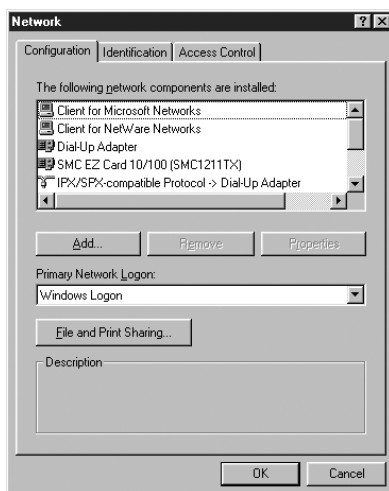 Network
Configuration Identification Access Control
The following network components are installed:
Client for Microsoft Networks
Client for NetWare Networks
Dial-Up Adapter
SMC EZ Card 10/100 (SMC1211TX)
IPX/SPX-compatible Protocol -> Dial-Up Adapter
Add... Remove Properties
Primary Network Logon:
Windows Logon
File and Print Sharing...
Description
OK Cancel